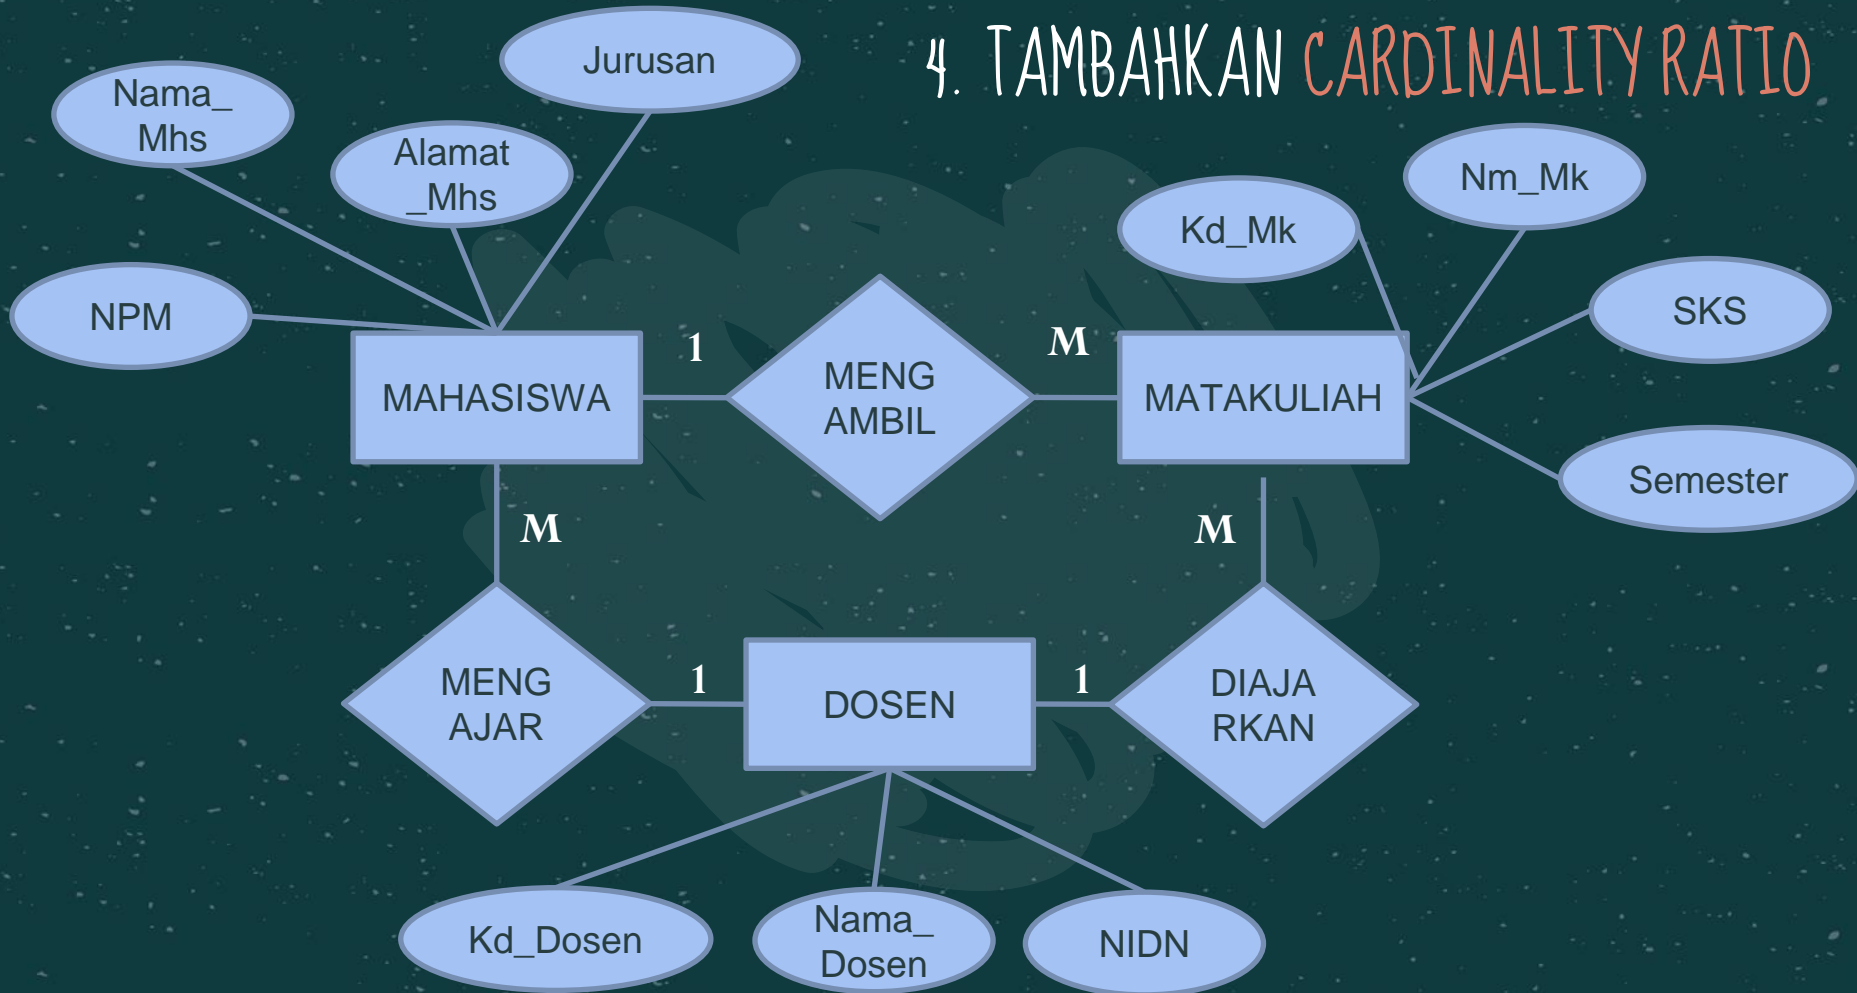 4. TAMBAHKAN CARDINALITY RATIO
Jurusan
Nama_
Mhs
Alamat
_Mhs
NPM
Nm_Mk
Kd_Mk
SKS
Semester
MAHASISWA
1
MENG
AMBIL
M
MATAKULIAH
M
M
MENG
AJAR
1
DOSEN
1
DIAJA
RKAN
Kd_Dosen
Nama_
Dosen
NIDN